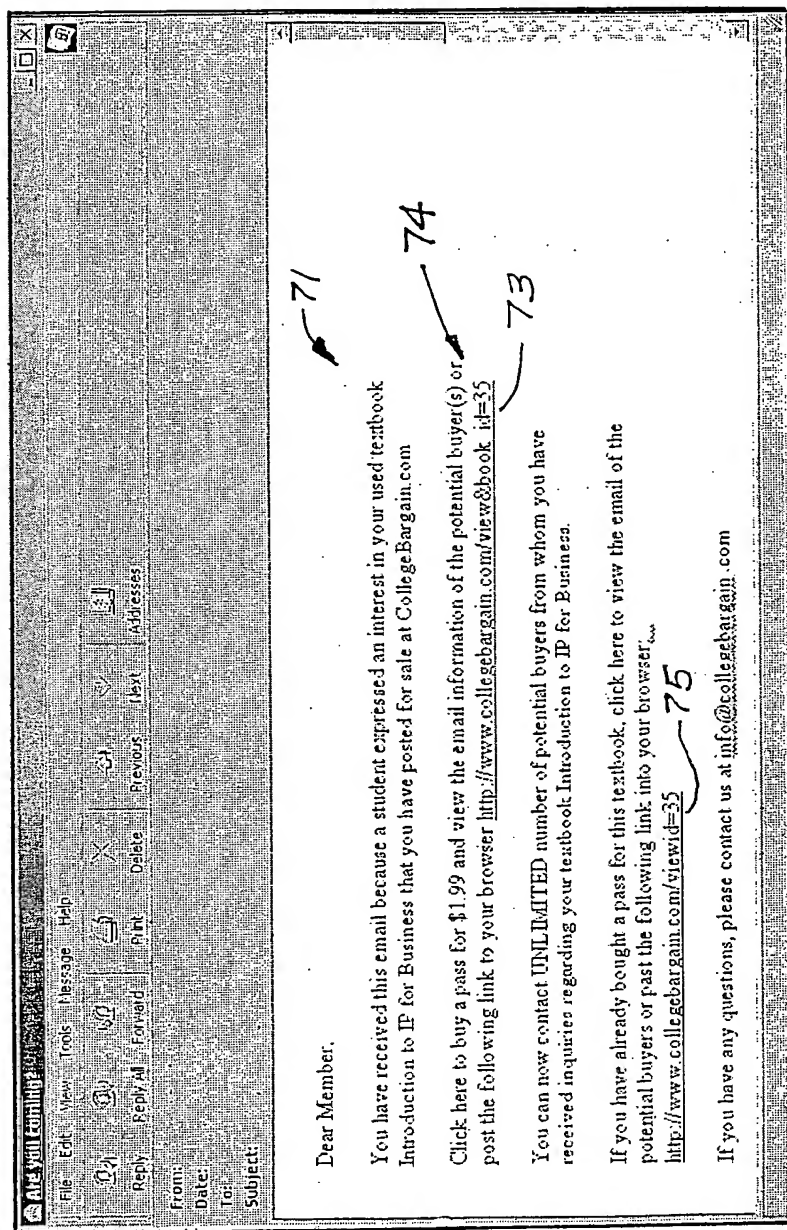 Are you coming
File Edit View Tools Message Help
Reply Reply All Forward Print Delete Previous Next Addresses
From:
Date:
To:
Subject:
Dear Member,
71
You have received this email because a student expressed an interest in your used textbook
Introduction to IP for Business that you have posted for sale at CollegeBargain.com
74
Click here to buy a pass for $1.99 and view the email information of the potential buyer(s) or
post the following link to your browser http://www.collegebargain.com/view&book_id=35
73
You can now contact UNLIMITED number of potential buyers from whom you have
received inquiries regarding your textbook Introduction to IP for Business.
If you have already bought a pass for this textbook, click here to view the email of the
potential buyers or past the following link into your browser:
http://www.collegebargain.com/viewid=35
75
If you have any questions, please contact us at info@collegebargain.com